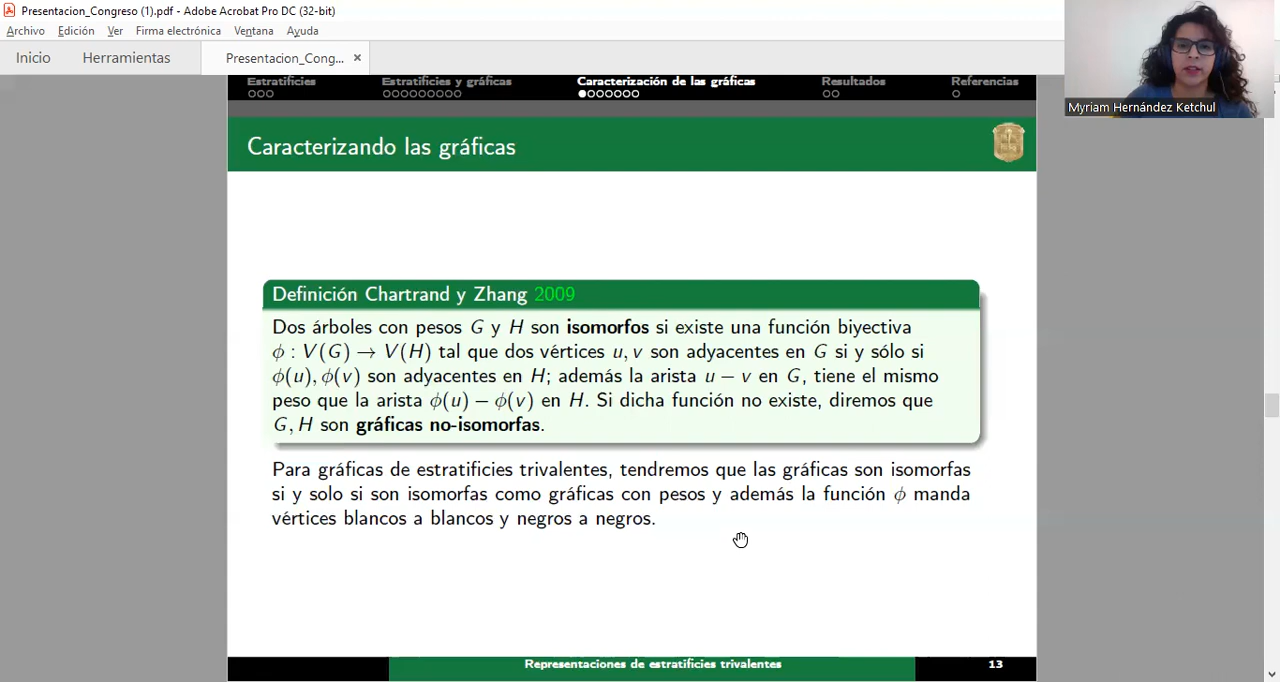 Presentacion_Congreso (1).pdf - Adobe Acrobat Pro DC (32-bit)
Archivo Edición Ver Firma electrónica Ventana Ayuda
Inicio Herramientas Presentacion_Cong... ×
Myriam Hernández Ketchul
Estratificies Estratificies y gráficas Caracterización de las gráficas Resultados Referencias
Caracterizando las gráficas
Definición Chartrand y Zhang 2009
Dos árboles con pesos G y H son isomorfos si existe una función biyectiva
ϕ : V(G) → V(H) tal que dos vértices u, v son adyacentes en G si y sólo si
ϕ(u), ϕ(v) son adyacentes en H; además la arista u − v en G, tiene el mismo
peso que la arista ϕ(u) − ϕ(v) en H. Si dicha función no existe, diremos que
G, H son gráficas no-isomorfas.
Para gráficas de estratificies trivalentes, tendremos que las gráficas son isomorfas
si y solo si son isomorfas como gráficas con pesos y además la función ϕ manda
vértices blancos a blancos y negros a negros.
Representaciones de estratificies trivalentes 13